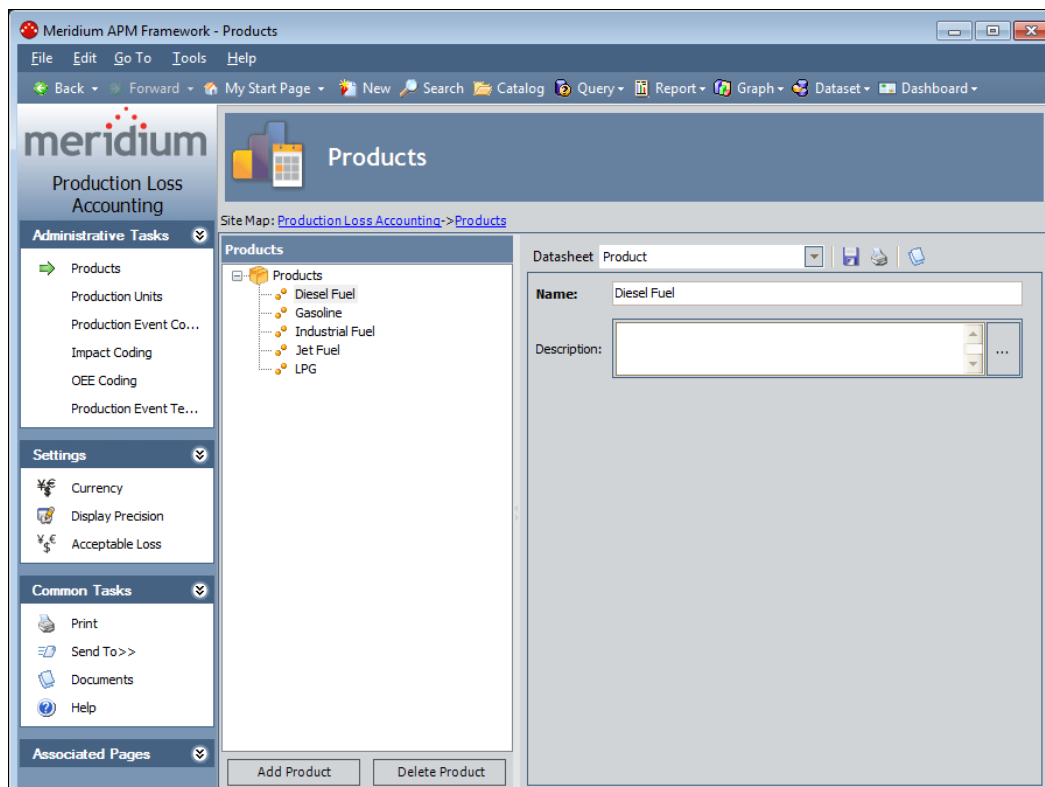 Meridium APM Framework - Products
File Edit Go To Tools Help
Back Forward My Start Page New Search Catalog Query Report Graph Dataset Dashboard
meridium
Production Loss
Accounting
Products
Site Map: Production Loss Accounting->Products
Administrative Tasks
Products
Production Units
Production Event Co...
Impact Coding
OEE Coding
Production Event Te...
Settings
Currency
Display Precision
Acceptable Loss
Common Tasks
Print
Send To>>
Documents
Help
Associated Pages
Products
Products
Diesel Fuel
Gasoline
Industrial Fuel
Jet Fuel
LPG
Add Product Delete Product
Datasheet Product
Name: Diesel Fuel
Description: ...